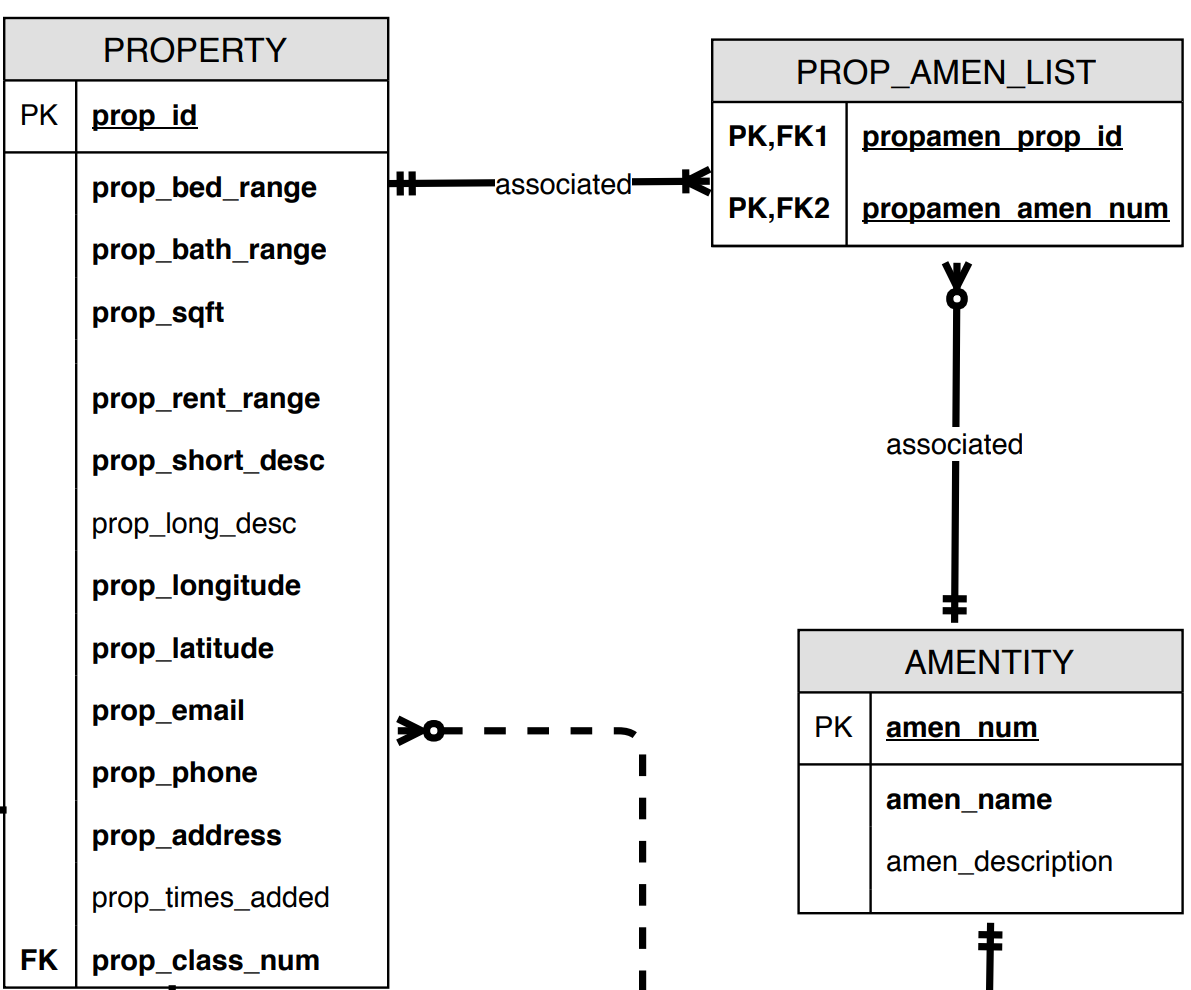 PROPERTY
PK prop_id
prop_bed_range
prop_bath_range
prop_sqft
prop_rent_range
prop_short_desc
prop_long_desc
prop_longitude
prop_latitude
prop_email
prop_phone
prop_address
prop_times_added
FK prop_class_num
associated
PROP_AMEN_LIST
PK,FK1 propamen_prop_id
PK,FK2 propamen_amen_num
associated
AMENTITY
PK amen_num
amen_name
amen_description